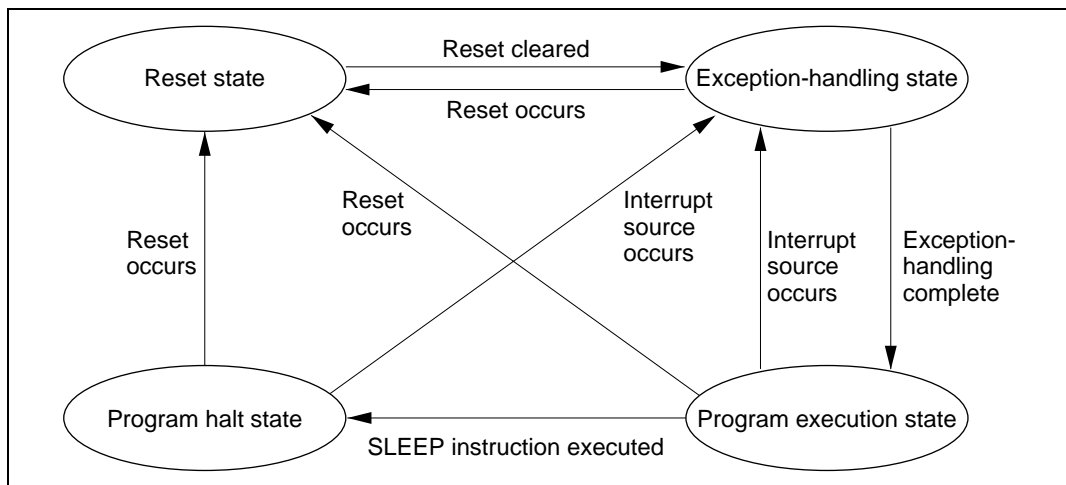 Reset cleared
Reset state
Exception-handling state
Reset occurs
Reset
occurs
Interrupt
source
occurs
Reset
occurs
Interrupt
source
occurs
Exception-
handling
complete
Program halt state
Program execution state
SLEEP instruction executed